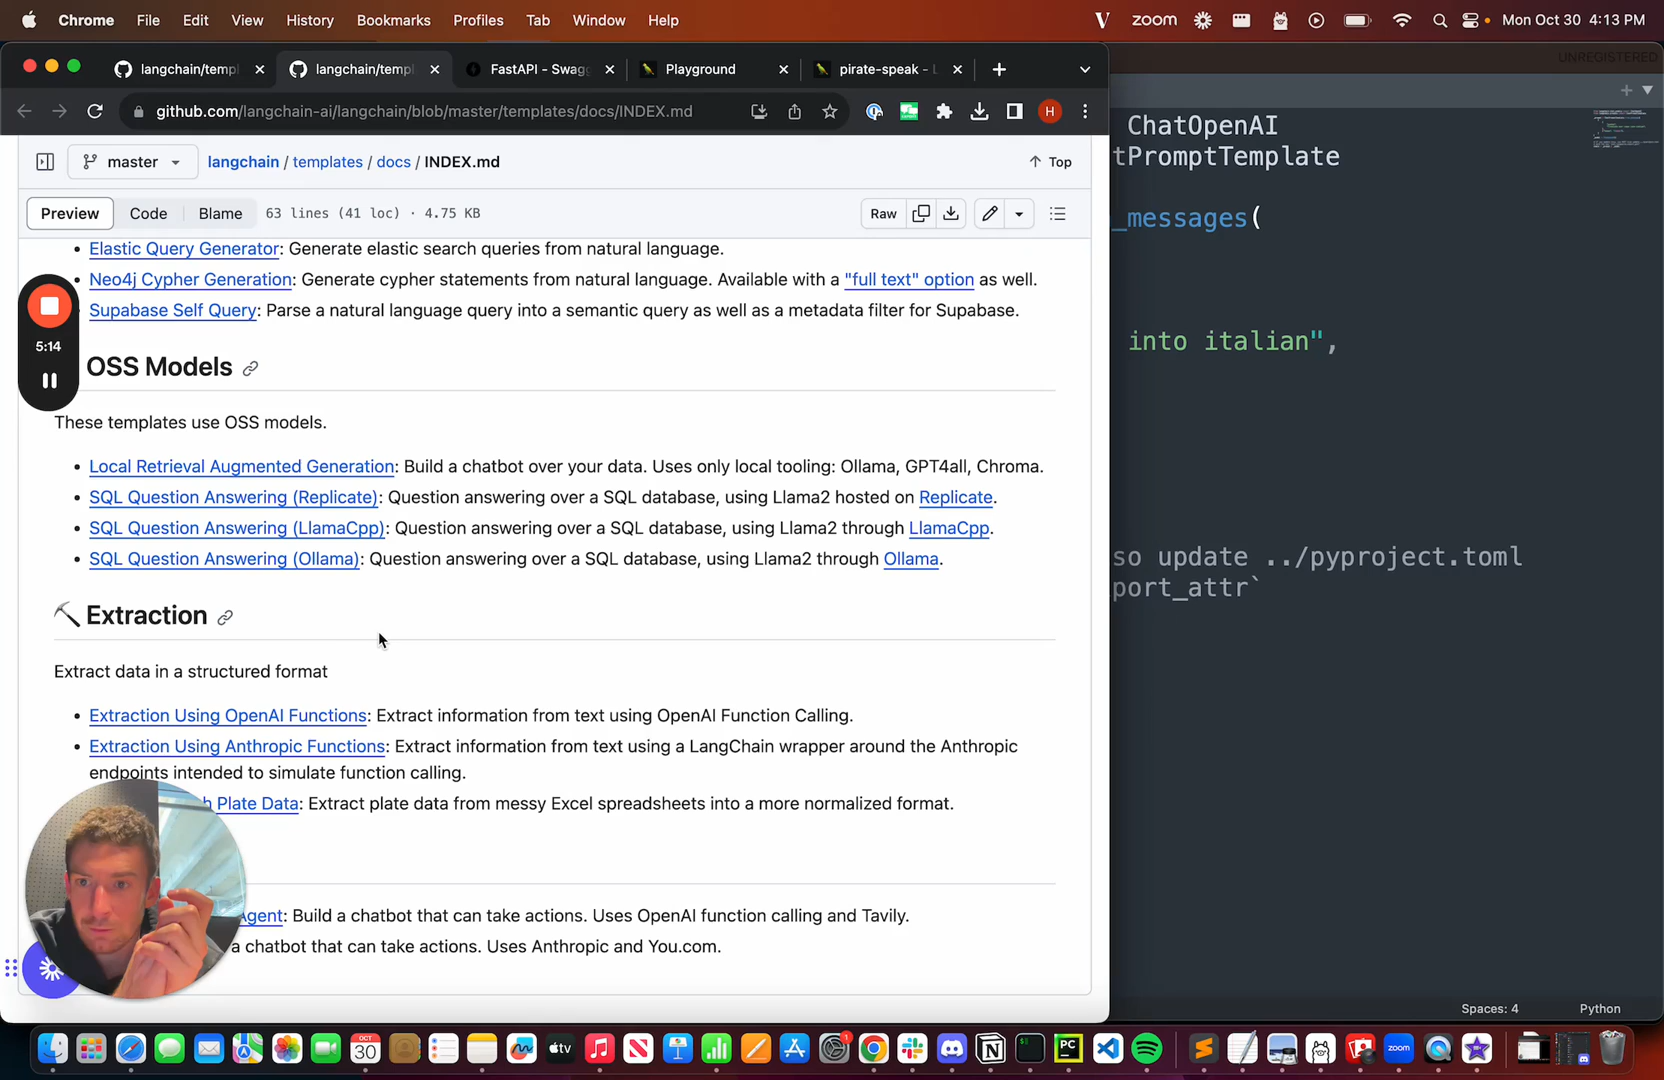 Chrome File Edit View History Bookmarks Profiles Tab Window Help zoom Mon Oct 30 4:13 PM
UNREGISTERED
langchain/templ langchain/templ FastAPI - Swagg Playground pirate-speak - L
github.com/langchain-ai/langchain/blob/master/templates/docs/INDEX.md H
master langchain / templates / docs / INDEX.md Top
Preview Code Blame 63 lines (41 loc) · 4.75 KB Raw
• Elastic Query Generator: Generate elastic search queries from natural language.
• Neo4j Cypher Generation: Generate cypher statements from natural language. Available with a "full text" option as well.
• Supabase Self Query: Parse a natural language query into a semantic query as well as a metadata filter for Supabase.
5:14
OSS Models
These templates use OSS models.
• Local Retrieval Augmented Generation: Build a chatbot over your data. Uses only local tooling: Ollama, GPT4all, Chroma.
• SQL Question Answering (Replicate): Question answering over a SQL database, using Llama2 hosted on Replicate.
• SQL Question Answering (LlamaCpp): Question answering over a SQL database, using Llama2 through LlamaCpp.
• SQL Question Answering (Ollama): Question answering over a SQL database, using Llama2 through Ollama.
Extraction
Extract data in a structured format
• Extraction Using OpenAI Functions: Extract information from text using OpenAI Function Calling.
• Extraction Using Anthropic Functions: Extract information from text using a LangChain wrapper around the Anthropic
endpoints intended to simulate function calling.
h Plate Data: Extract plate data from messy Excel spreadsheets into a more normalized format.
Agent: Build a chatbot that can take actions. Uses OpenAI function calling and Tavily.
a chatbot that can take actions. Uses Anthropic and You.com.
ChatOpenAI
tPromptTemplate
_messages(
into italian",
so update ../pyproject.toml
port_attr`
Spaces: 4 Python
OCT
30
tv
1
PC
zoom